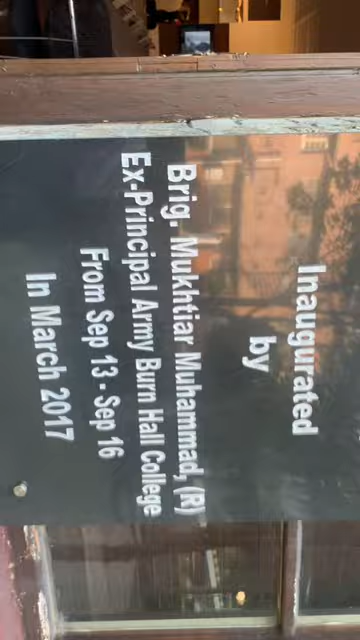 Inaugurated
by
Brig. Mukhtiar Muhammad, (R)
Ex-Principal Army Burn Hall College
From Sep 13 - Sep 16
In March 2017